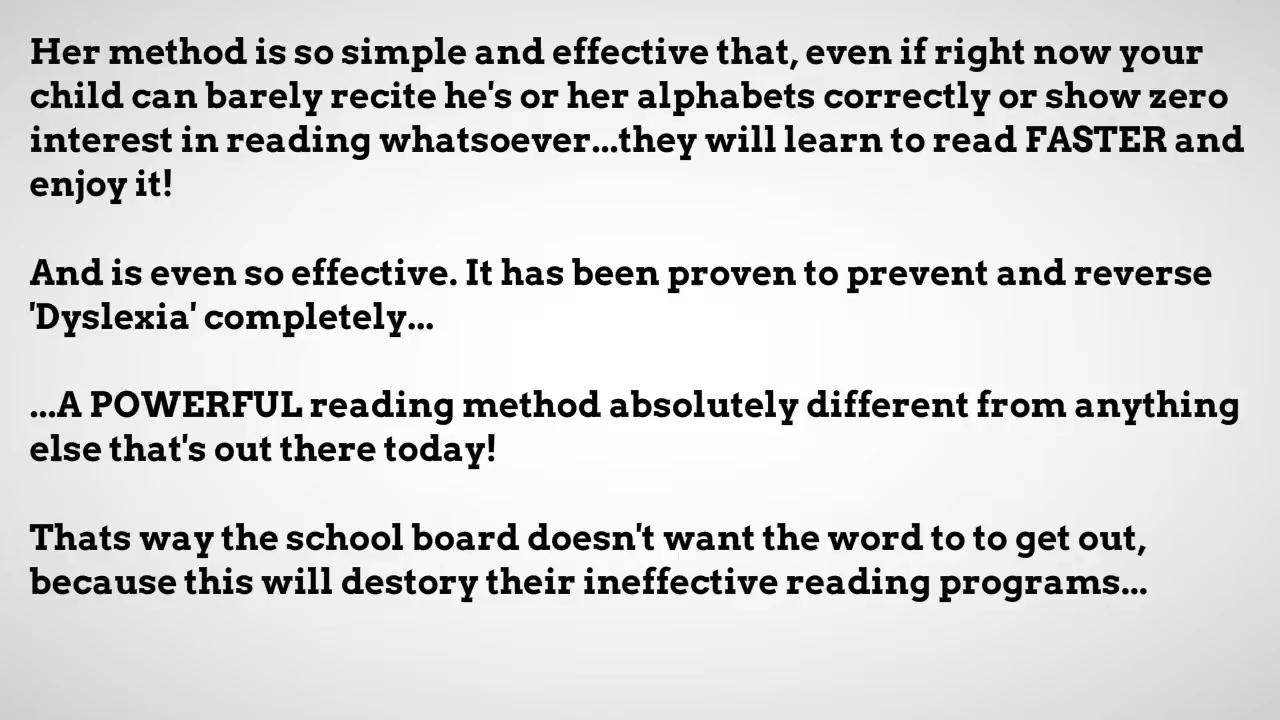 Her method is so simple and effective that, even if right now your
child can barely recite he's or her alphabets correctly or show zero
interest in reading whatsoever...they will learn to read FASTER and
enjoy it!
And is even so effective. It has been proven to prevent and reverse
'Dyslexia' completely...
...A POWERFUL reading method absolutely different from anything
else that's out there today!
Thats way the school board doesn't want the word to to get out,
because this will destory their ineffective reading programs...